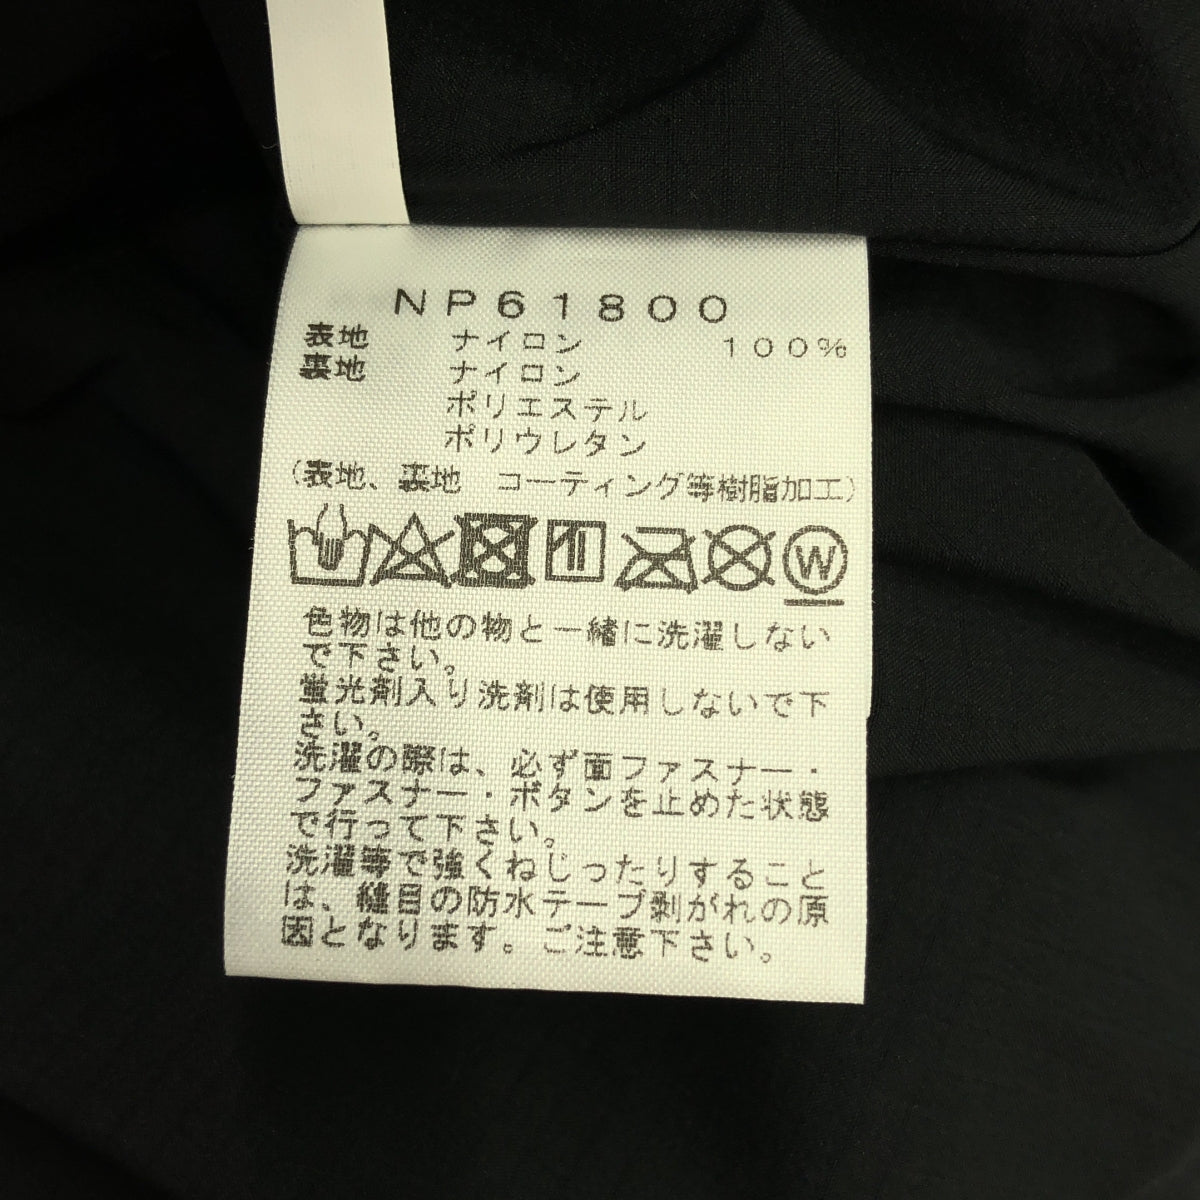 NP61800
表地 ナイロン 100%
裏地 ナイロン
ポリエステル
ポリウレタン
(表地、裏地 コーティング等樹脂加工)
W
色物は他の物と一緒に洗濯しない
で下さい。
蛍光剤入り洗剤は使用しないで下
さい。
洗濯の際は、必ず面ファスナー・
ファスナー・ボタンを止めた状態
で行って下さい。
洗濯等で強くねじったりすること
は、縫目の防水テープ剥がれの原
因となります。ご注意下さい。